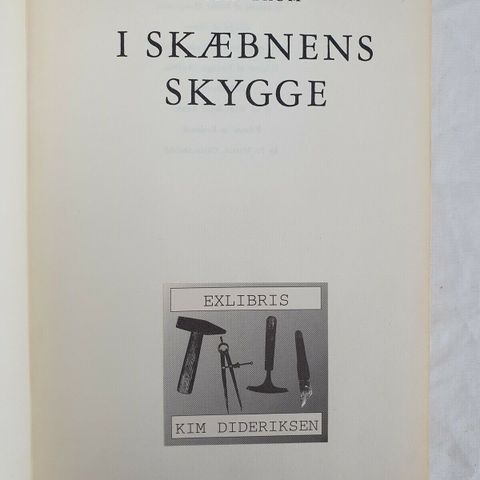 I SKÆBNENS
SKYGGE
EXLIBRIS
KIM DIDERIKSEN